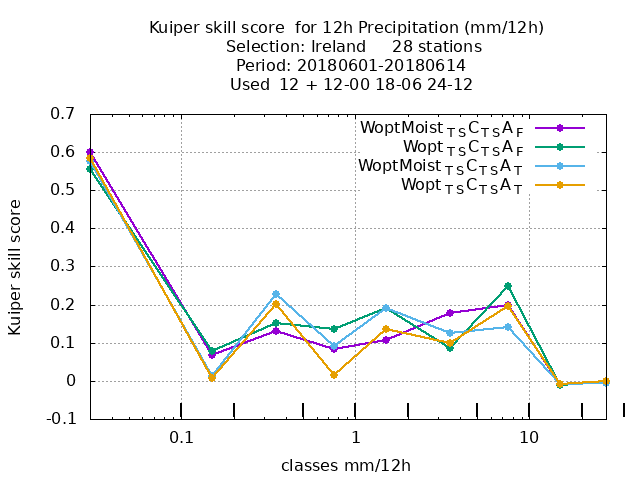 Kuiper skill score  for 12h Precipitation (mm/12h)
Selection: Ireland     28 stations
Period: 20180601-20180614
Used  12 + 12-00 18-06 24-12
WoptMoist TS C TS A F
Wopt TS C TS A F
WoptMoist TS C TS A T
Wopt TS C TS A T
0.7
0.6
0.5
0.4
0.3
0.2
0.1
0
-0.1
Kuiper skill score
0.1
1
10
classes mm/12h